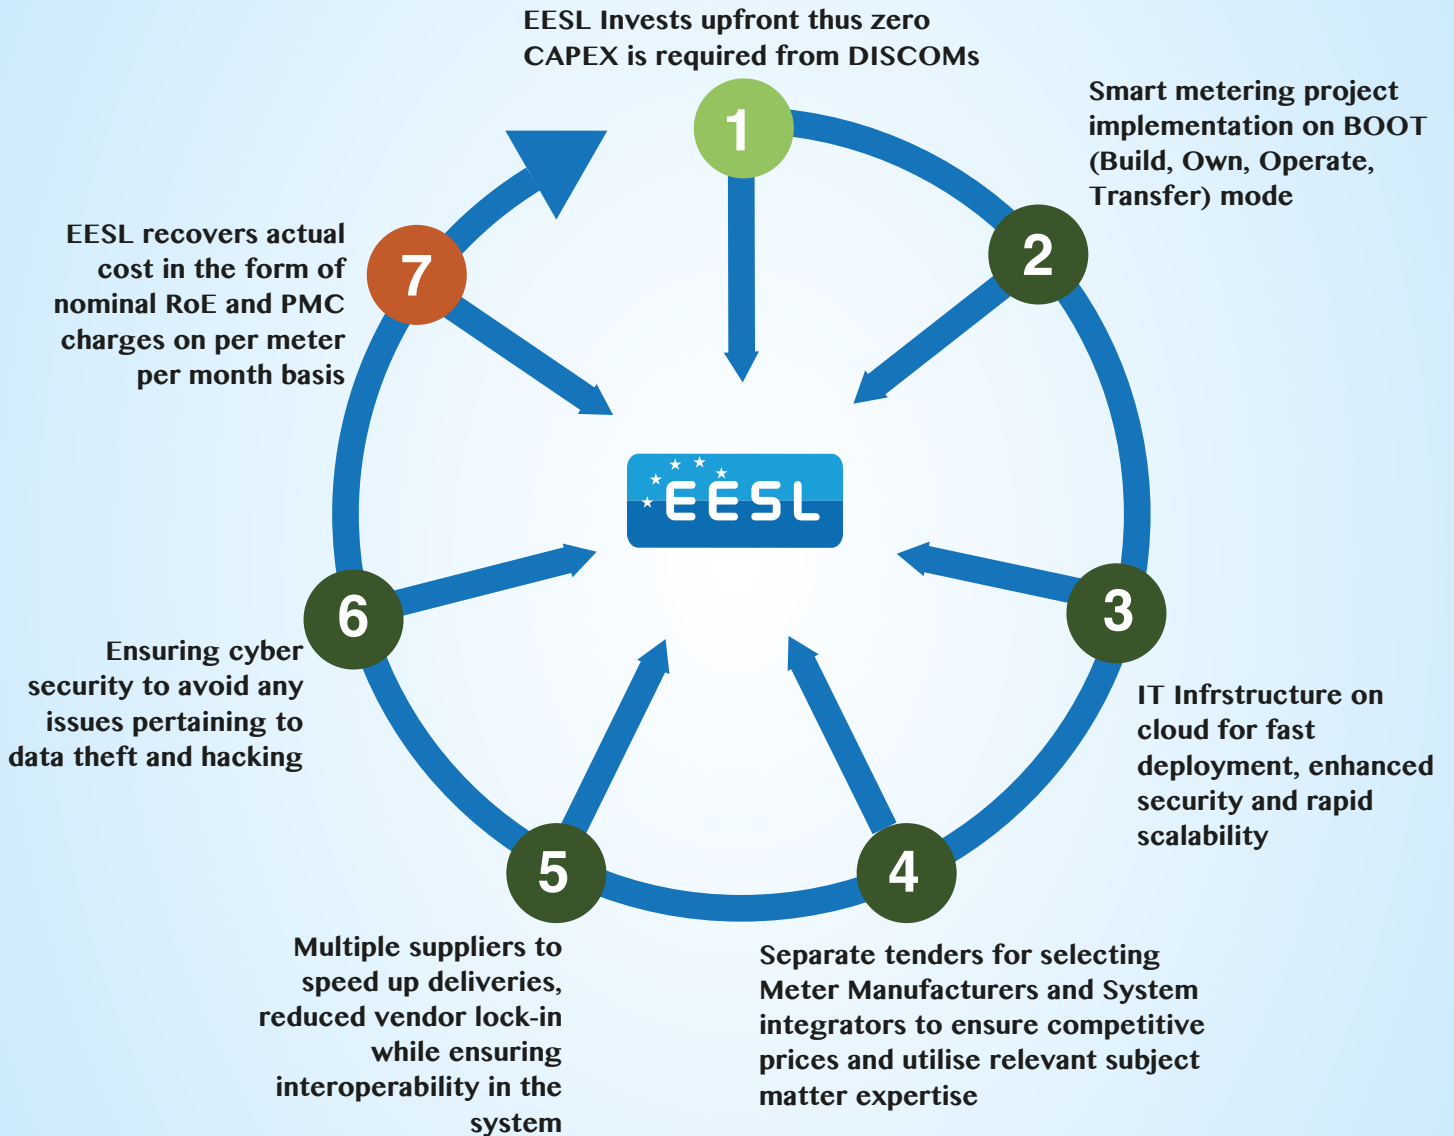 EESL Invests upfront thus zero
CAPEX is required from DISCOMs
1
Smart metering project
implementation on BOOT
(Build, Own, Operate,
Transfer) mode
2
IT Infrstructure on
cloud for fast
deployment, enhanced
security and rapid
scalability
3
Separate tenders for selecting
Meter Manufacturers and System
integrators to ensure competitive
prices and utilise relevant subject
matter expertise
4
Multiple suppliers to
speed up deliveries,
reduced vendor lock-in
while ensuring
interoperability in the
system
5
Ensuring cyber
security to avoid any
issues pertaining to
data theft and hacking
6
EESL recovers actual
cost in the form of
nominal RoE and PMC
charges on per meter
per month basis
7
EESL